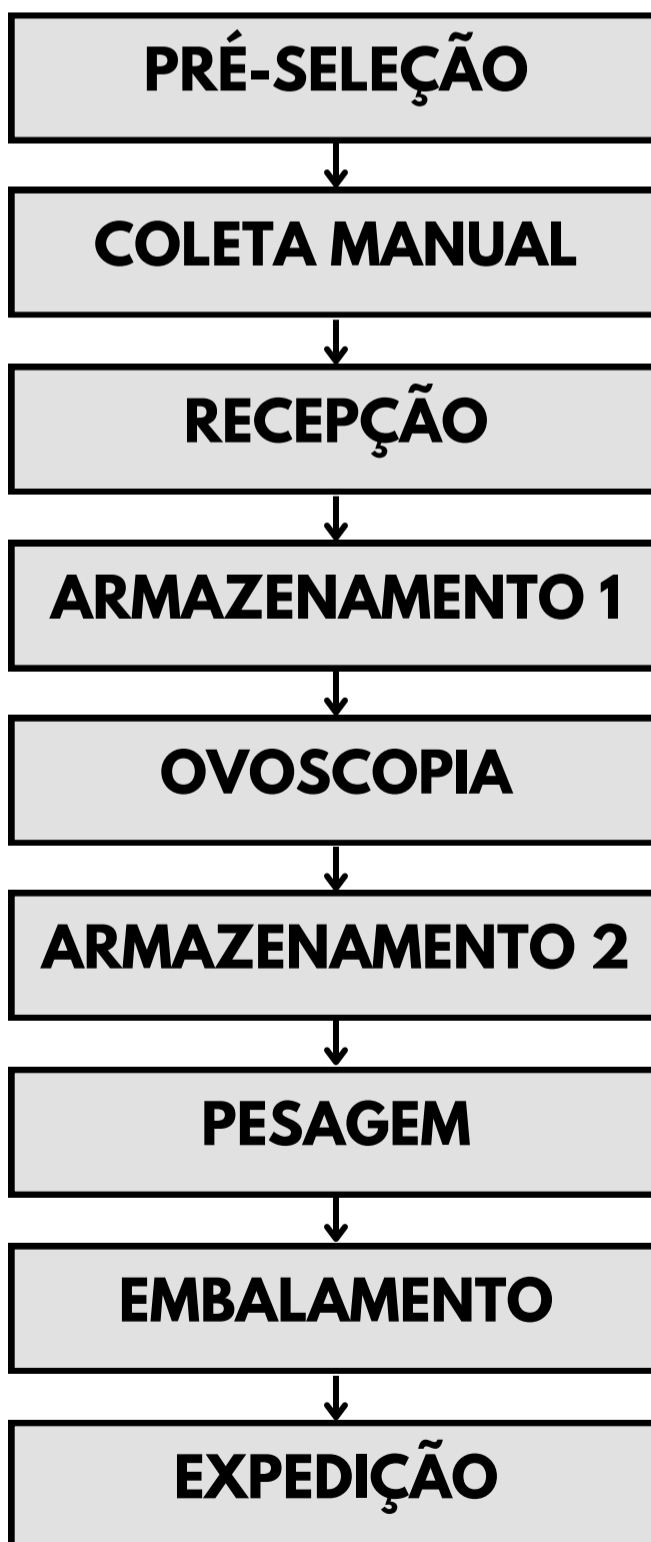 PRÉ-SELEÇÃO
COLETA MANUAL
RECEPÇÃO
ARMAZENAMENTO 1
OVOSCOPIA
ARMAZENAMENTO 2
PESAGEM
EMBALAMENTO
EXPEDIÇÃO